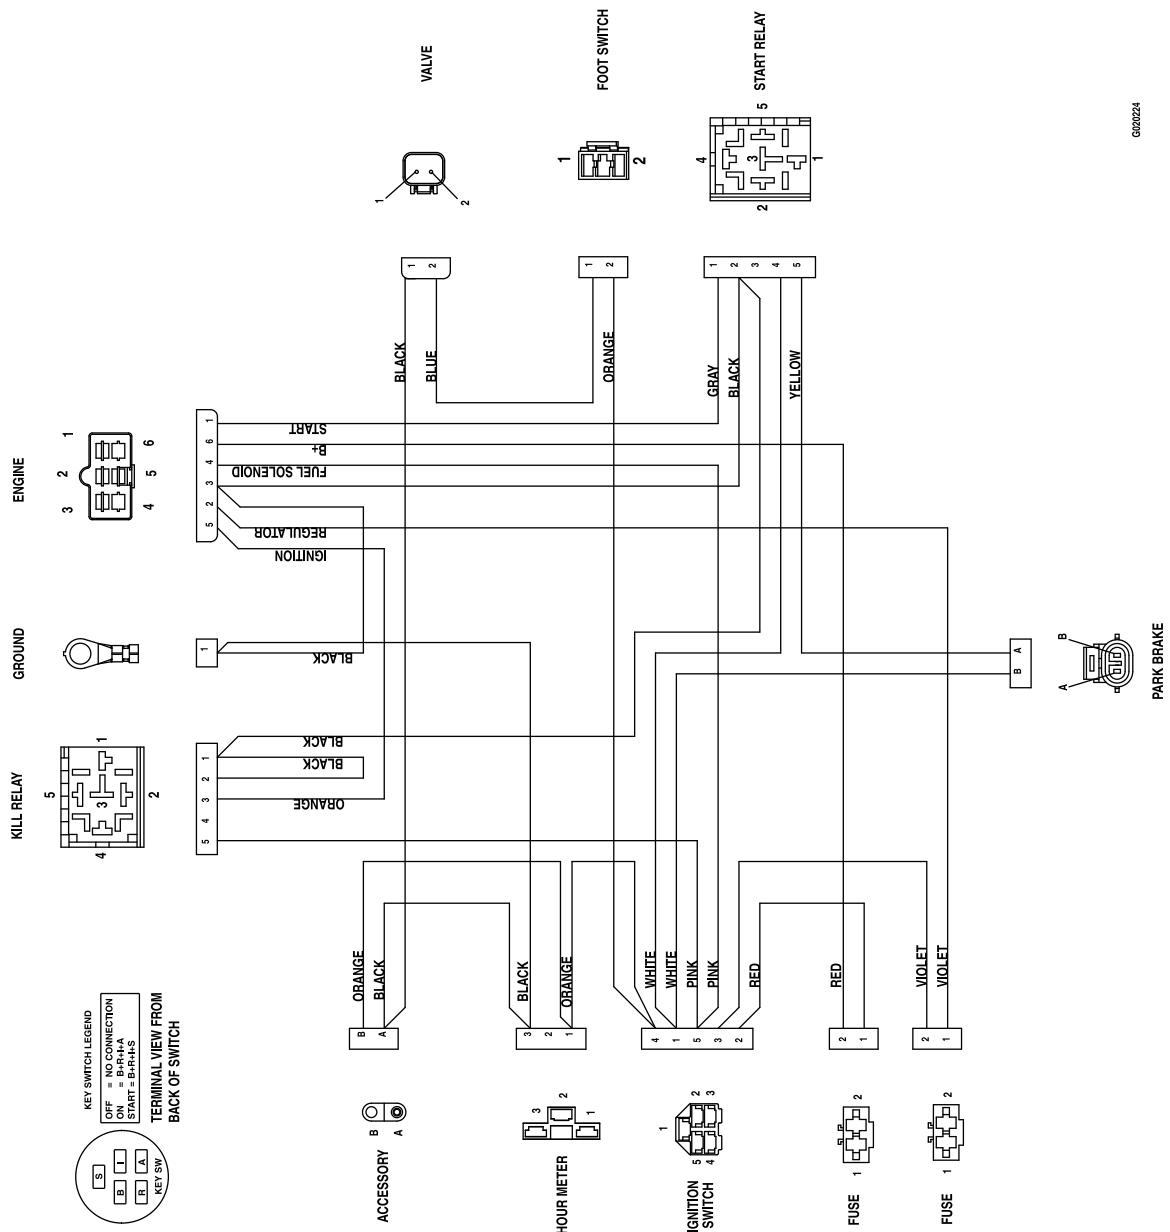 VALVE
FOOT SWITCH
START RELAY
1
2
1
2
4
5
3
2
1
G020224
1
2
1
2
1
2
3
4
5
BLACK
BLUE
ORANGE
GRAY
BLACK
YELLOW
ENGINE
1
2
3
6
5
4
1
6
4
3
2
5
START
B+
FUEL SOLENOID
REGULATOR
IGNITION
GROUND
1
BLACK
KILL RELAY
5
1
3
4
2
1
2
3
4
5
BLACK
BLACK
ORANGE
A
B
A
B
PARK BRAKE
ORANGE
BLACK
BLACK
ORANGE
WHITE
WHITE
PINK
PINK
RED
RED
VIOLET
VIOLET
B
A
3
2
1
4
1
5
3
2
2
1
2
1
KEY SWITCH LEGEND
OFF = NO CONNECTION
ON = B+R+I+A
START = B+R+I+S
TERMINAL VIEW FROM
BACK OF SWITCH
S
B
I
R
A
KEY SW
B
A
ACCESSORY
3
2
1
HOUR METER
1
2
3
5
4
IGNITION
SWITCH
1
2
FUSE
1
2
FUSE